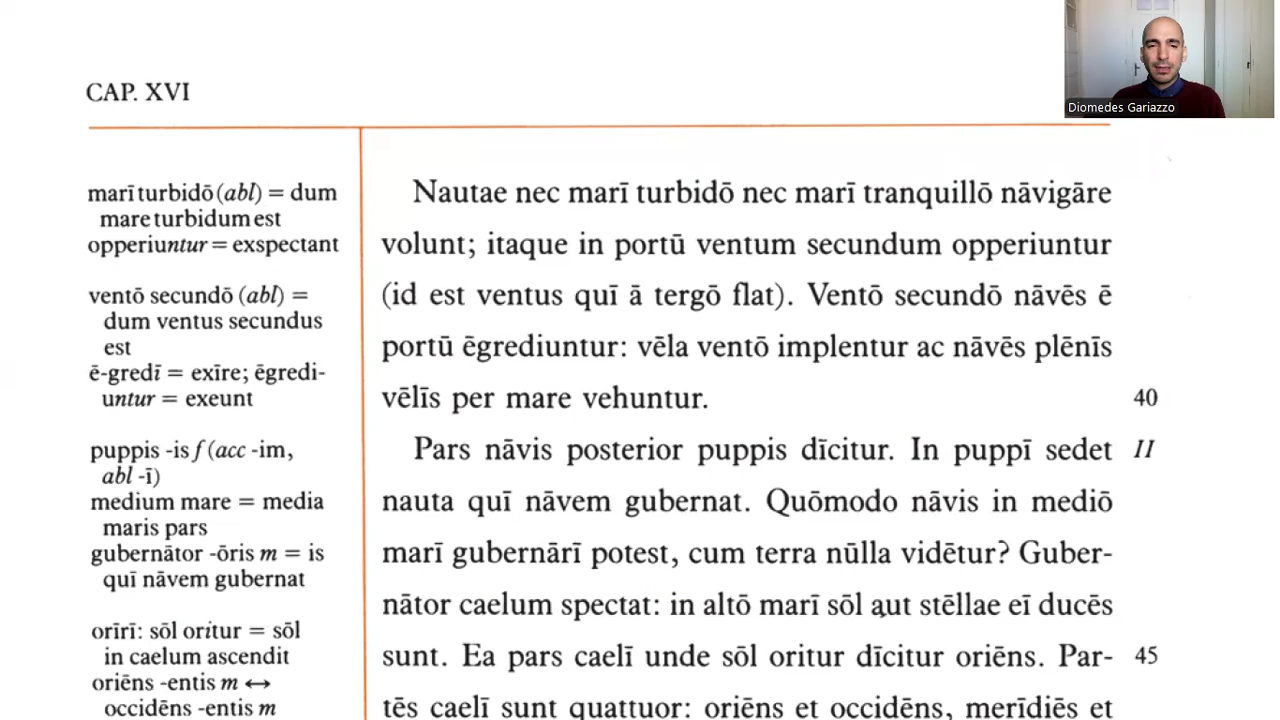 CAP. XVI
Diomedes Gariazzo
marī turbidō (abl) = dum
mare turbidum est
opperiuntur = exspectant
ventō secundō (abl) =
dum ventus secundus
est
ē-gredī = exīre; ēgredi-
untur = exeunt
puppis -is f (acc -im,
abl -ī)
medium mare = media
maris pars
gubernātor -ōris m = is
quī nāvem gubernat
orīrī: sōl oritur = sōl
in caelum ascendit
oriēns -entis m ↔
occidēns -entis m
Nautae nec marī turbidō nec marī tranquillō nāvigāre
volunt; itaque in portū ventum secundum opperiuntur
(id est ventus quī ā tergō flat). Ventō secundō nāvēs ē
portū ēgrediuntur: vēla ventō implentur ac nāvēs plēnīs
vēlīs per mare vehuntur. 40
Pars nāvis posterior puppis dīcitur. In puppī sedet II
nauta quī nāvem gubernat. Quōmodo nāvis in mediō
marī gubernārī potest, cum terra nūlla vidētur? Guber-
nātor caelum spectat: in altō marī sōl aut stēllae eī ducēs
sunt. Ea pars caelī unde sōl oritur dīcitur oriēns. Par- 45
tēs caelī sunt quattuor: oriēns et occidēns, merīdiēs et